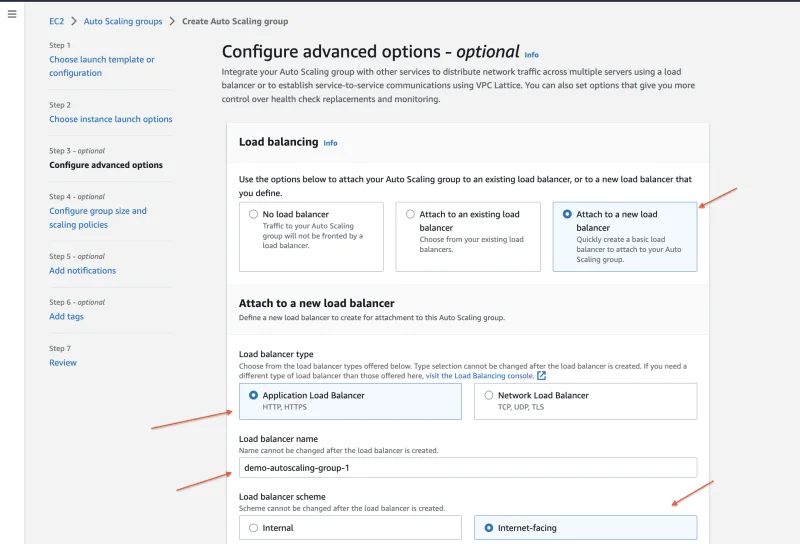 EC2 > Auto Scaling groups > Create Auto Scaling group
Step 1
Choose launch template or
configuration
Step 2
Choose instance launch options
Step 3 - optional
Configure advanced options
Step 4 - optional
Configure group size and
scaling policies
Step 5 - optional
Add notifications
Step 6 - optional
Add tags
Step 7
Review
Configure advanced options - optional Info
Integrate your Auto Scaling group with other services to distribute network traffic across multiple servers using a load
balancer or to establish service-to-service communications using VPC Lattice. You can also set options that give you more
control over health check replacements and monitoring.
Load balancing Info
Use the options below to attach your Auto Scaling group to an existing load balancer, or to a new load balancer that
you define.
No load balancer
Traffic to your Auto Scaling
group will not be fronted by a
load balancer.
Attach to an existing load
balancer
Choose from your existing load
balancers.
Attach to a new load
balancer
Quickly create a basic load
balancer to attach to your Auto
Scaling group.
Attach to a new load balancer
Define a new load balancer to create for attachment to this Auto Scaling group.
Load balancer type
Choose from the load balancer types offered below. Type selection cannot be changed after the load balancer is created. If you need a
different type of load balancer than those offered here, visit the Load Balancing console.
Application Load Balancer
HTTP, HTTPS
Network Load Balancer
TCP, UDP, TLS
Load balancer name
Name cannot be changed after the load balancer is created.
demo-autoscaling-group-1
Load balancer scheme
Scheme cannot be changed after the load balancer is created.
Internal
Internet-facing